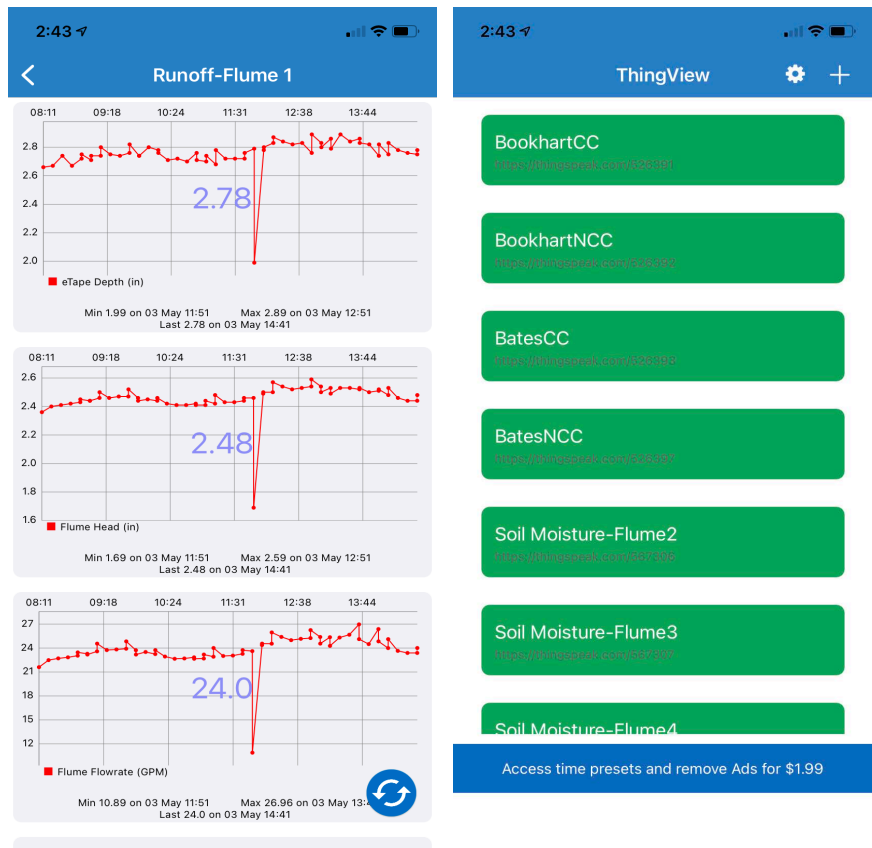 2:43
Runoff-Flume 1
08:11 09:18 10:24 11:31 12:38 13:44
2.8
2.6
2.4
2.2
2.0
2.78
eTape Depth (in)
Min 1.99 on 03 May 11:51 Max 2.89 on 03 May 12:51
Last 2.78 on 03 May 14:41
08:11 09:18 10:24 11:31 12:38 13:44
2.6
2.4
2.2
2.0
1.8
1.6
2.48
Flume Head (in)
Min 1.69 on 03 May 11:51 Max 2.59 on 03 May 12:51
Last 2.48 on 03 May 14:41
08:11 09:18 10:24 11:31 12:38 13:44
27
24
21
18
15
12
24.0
Flume Flowrate (GPM)
Min 10.89 on 03 May 11:51 Max 26.96 on 03 May 13:
Last 24.0 on 03 May 14:41
2:43
ThingView
BookhartCC
BookhartNCC
BatesCC
BatesNCC
Soil Moisture-Flume2
Soil Moisture-Flume3
Soil Moisture-Flume4
Access time presets and remove Ads for $1.99